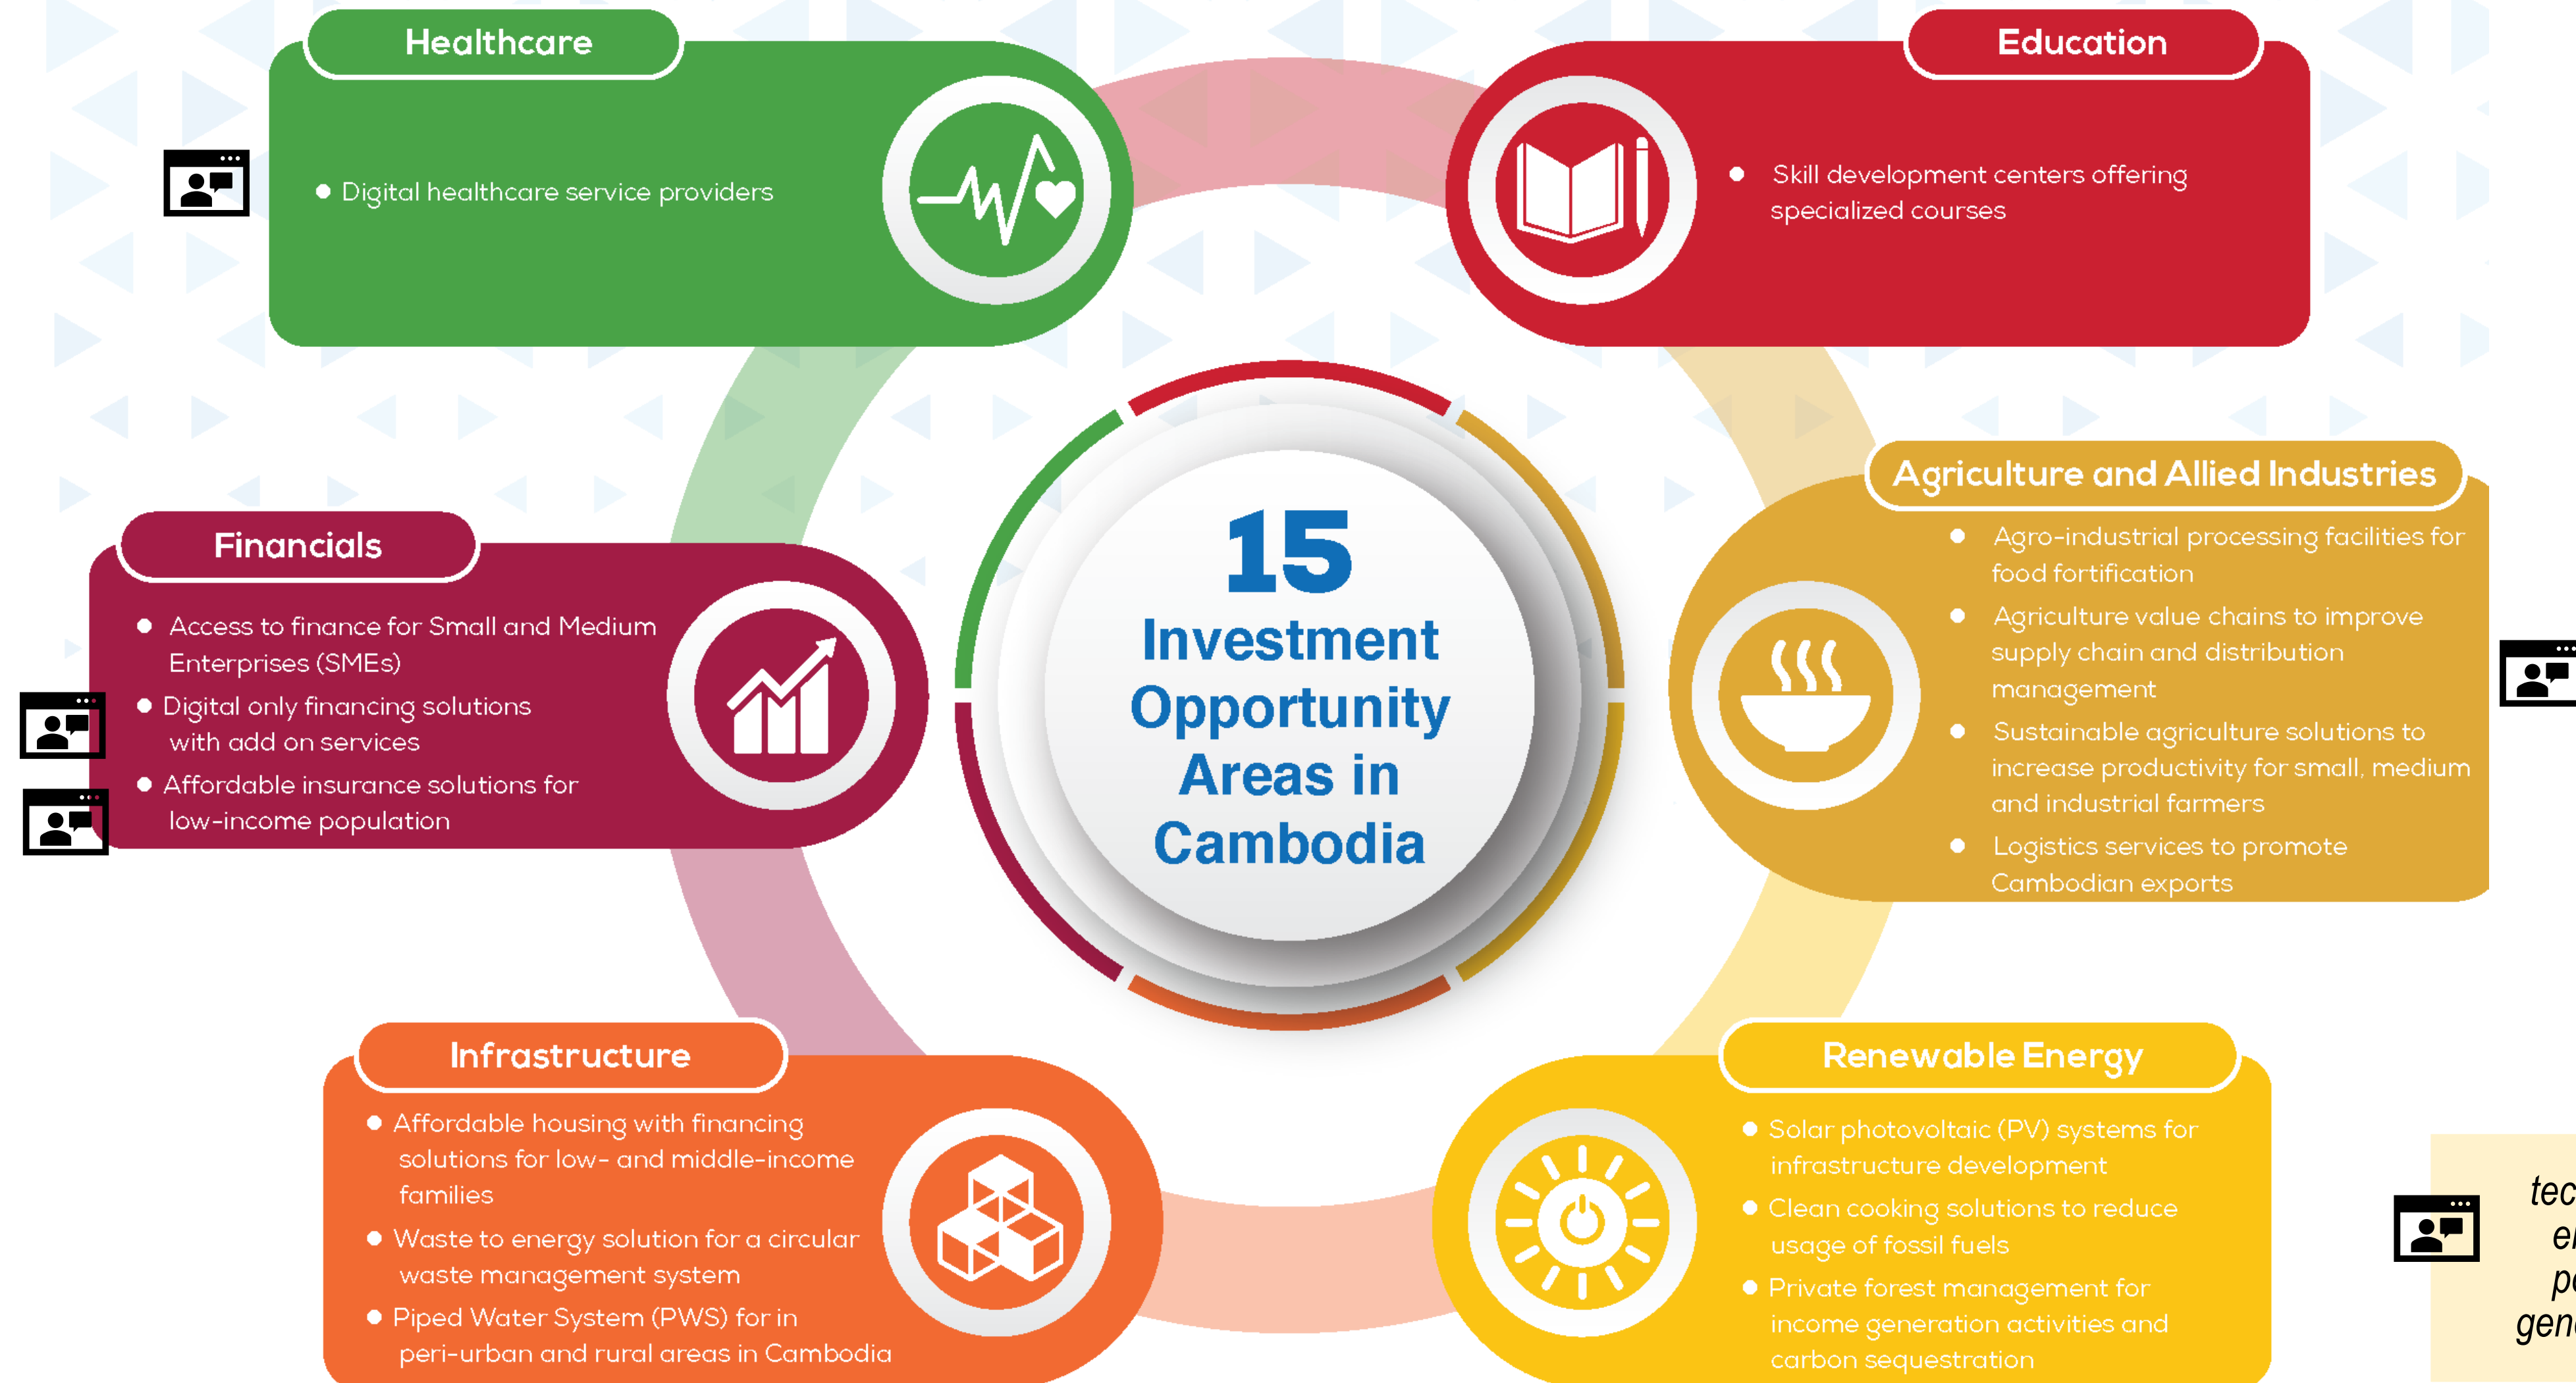 Healthcare
● Digital healthcare service providers
Education
● Skill development centers offering
specialized courses
15
Investment
Opportunity
Areas in
Cambodia
Financials
● Access to finance for Small and Medium
Enterprises (SMEs)
● Digital only financing solutions
with add on services
● Affordable insurance solutions for
low-income population
Agriculture and Allied Industries
● Agro-industrial processing facilities for
food fortification
● Agriculture value chains to improve
supply chain and distribution
management
● Sustainable agriculture solutions to
increase productivity for small, medium
and industrial farmers
● Logistics services to promote
Cambodian exports
Infrastructure
● Affordable housing with financing
solutions for low- and middle-income
families
● Waste to energy solution for a circular
waste management system
● Piped Water System (PWS) for in
peri-urban and rural areas in Cambodia
Renewable Energy
● Solar photovoltaic (PV) systems for
infrastructure development
● Clean cooking solutions to reduce
usage of fossil fuels
● Private forest management for
income generation activities and
carbon sequestration